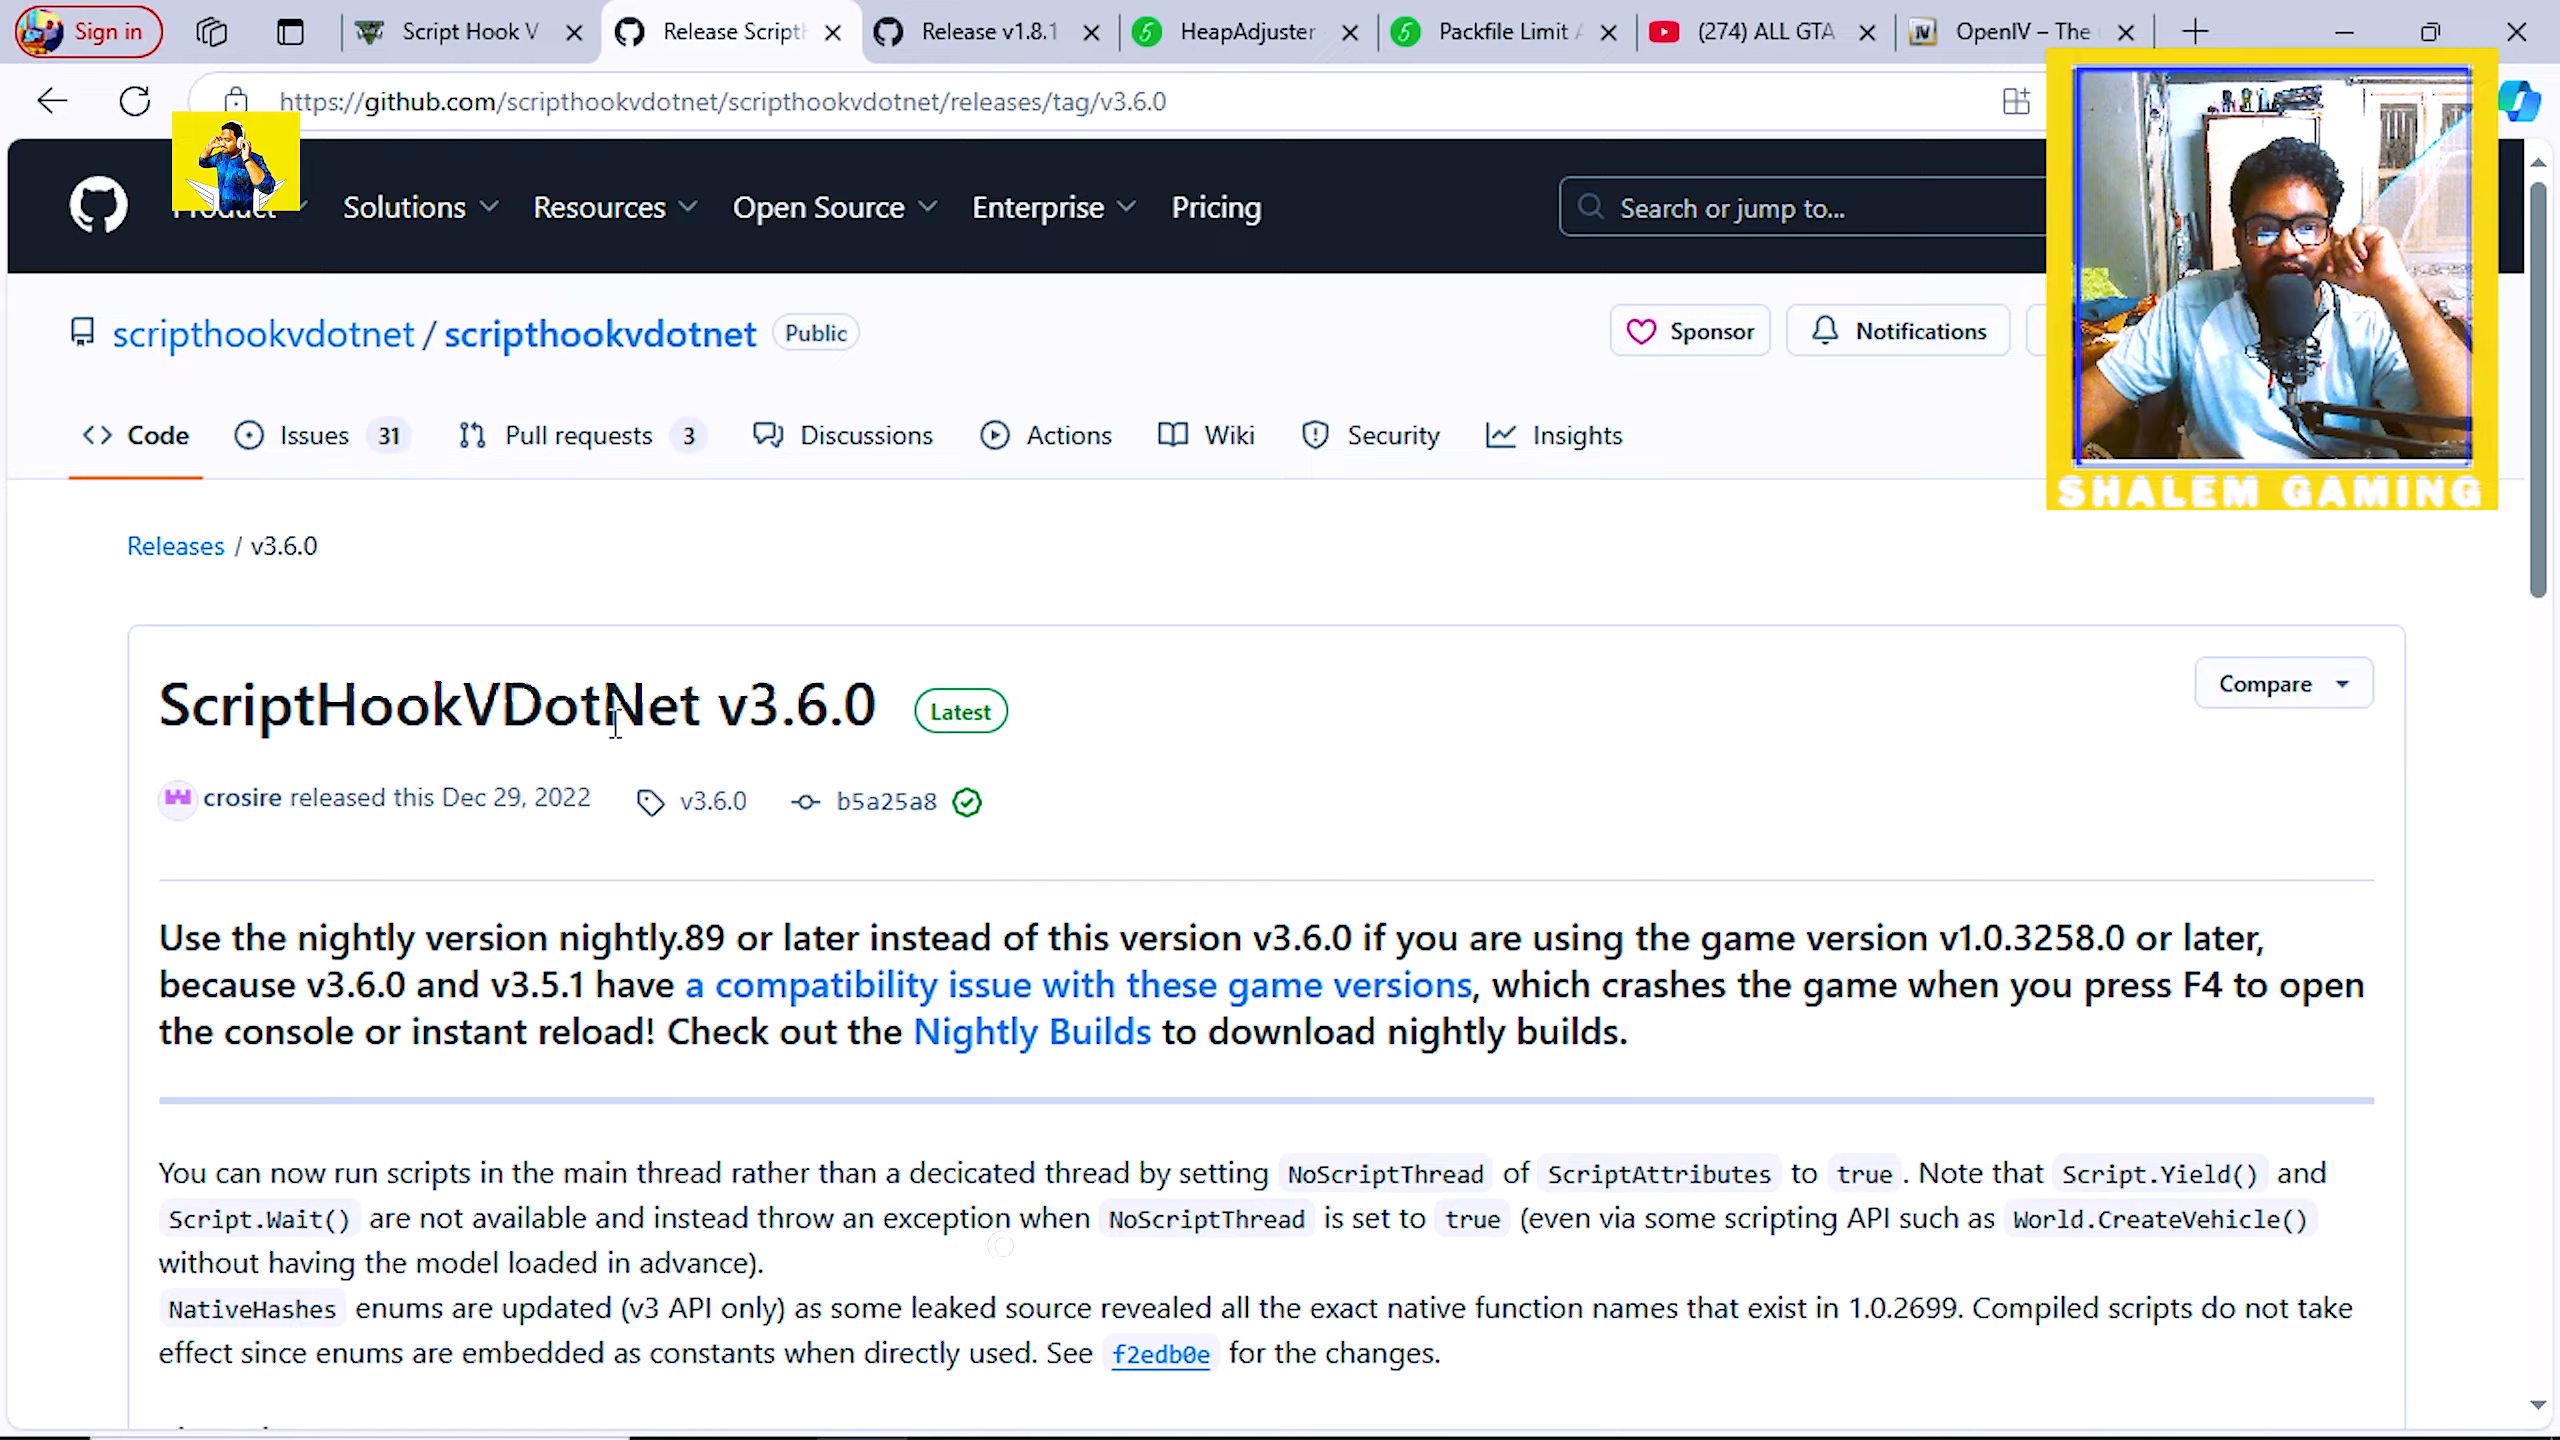 Sign in
Script Hook V
Release Script
Release v1.8.1
HeapAdjuster
Packfile Limit A
(274) ALL GTA
OpenIV – The
https://github.com/scripthookvdotnet/scripthookvdotnet/releases/tag/v3.6.0
Product
Solutions
Resources
Open Source
Enterprise
Pricing
Search or jump to...
scripthookvdotnet / scripthookvdotnet Public
Sponsor
Notifications
SHALEM GAMING
Code
Issues 31
Pull requests 3
Discussions
Actions
Wiki
Security
Insights
Releases / v3.6.0
ScriptHookVDotNet v3.6.0 Latest
Compare
crosire released this Dec 29, 2022 v3.6.0 b5a25a8
Use the nightly version nightly.89 or later instead of this version v3.6.0 if you are using the game version v1.0.3258.0 or later,
because v3.6.0 and v3.5.1 have a compatibility issue with these game versions, which crashes the game when you press F4 to open
the console or instant reload! Check out the Nightly Builds to download nightly builds.
You can now run scripts in the main thread rather than a decicated thread by setting NoScriptThread of ScriptAttributes to true. Note that Script.Yield() and
Script.Wait() are not available and instead throw an exception when NoScriptThread is set to true (even via some scripting API such as World.CreateVehicle()
without having the model loaded in advance).
NativeHashes enums are updated (v3 API only) as some leaked source revealed all the exact native function names that exist in 1.0.2699. Compiled scripts do not take
effect since enums are embedded as constants when directly used. See f2edb0e for the changes.